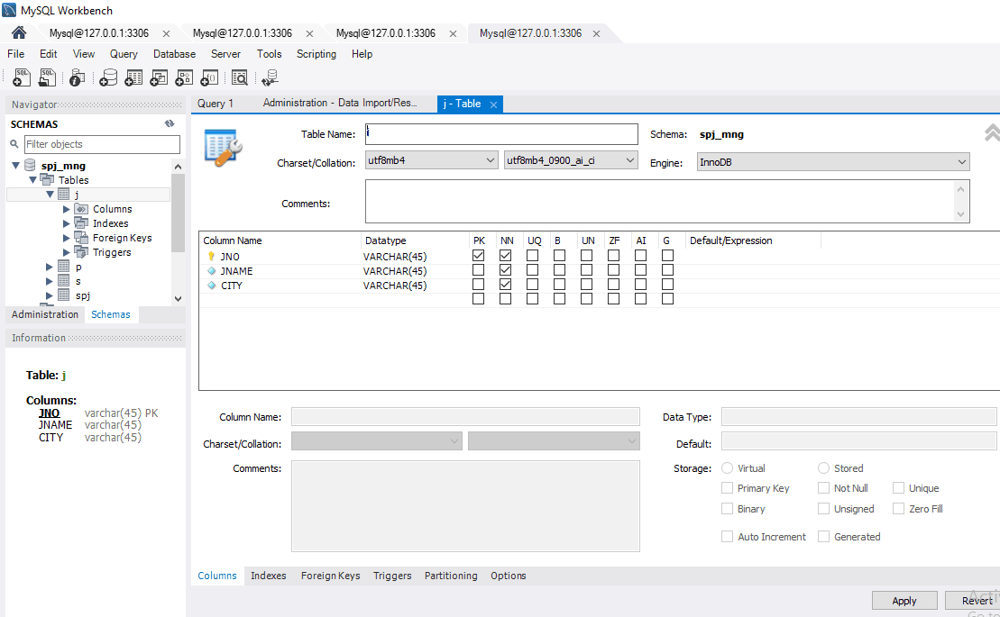 MySQL Workbench
Mysql@127.0.0.1:3306 Mysql@127.0.0.1:3306 Mysql@127.0.0.1:3306 Mysql@127.0.0.1:3306
File Edit View Query Database Server Tools Scripting Help
Navigator
SCHEMAS
Filter objects
spj_mng
Tables
j
Columns
Indexes
Foreign Keys
Triggers
p
s
spj
Administration Schemas
Information
Table: j
Columns:
JNO varchar(45) PK
JNAME varchar(45)
CITY varchar(45)
Query 1 Administration - Data Import/Res... j - Table
Table Name: j Schema: spj_mng
Charset/Collation: utf8mb4 utf8mb4_0900_ai_ci Engine: InnoDB
Comments:
Column Name Datatype PK NN UQ B UN ZF AI G Default/Expression
JNO VARCHAR(45)
JNAME VARCHAR(45)
CITY VARCHAR(45)
Column Name: Data Type:
Charset/Collation: Default:
Comments: Storage: Virtual Stored
Primary Key Not Null Unique
Binary Unsigned Zero Fill
Auto Increment Generated
Columns Indexes Foreign Keys Triggers Partitioning Options
Apply Revert